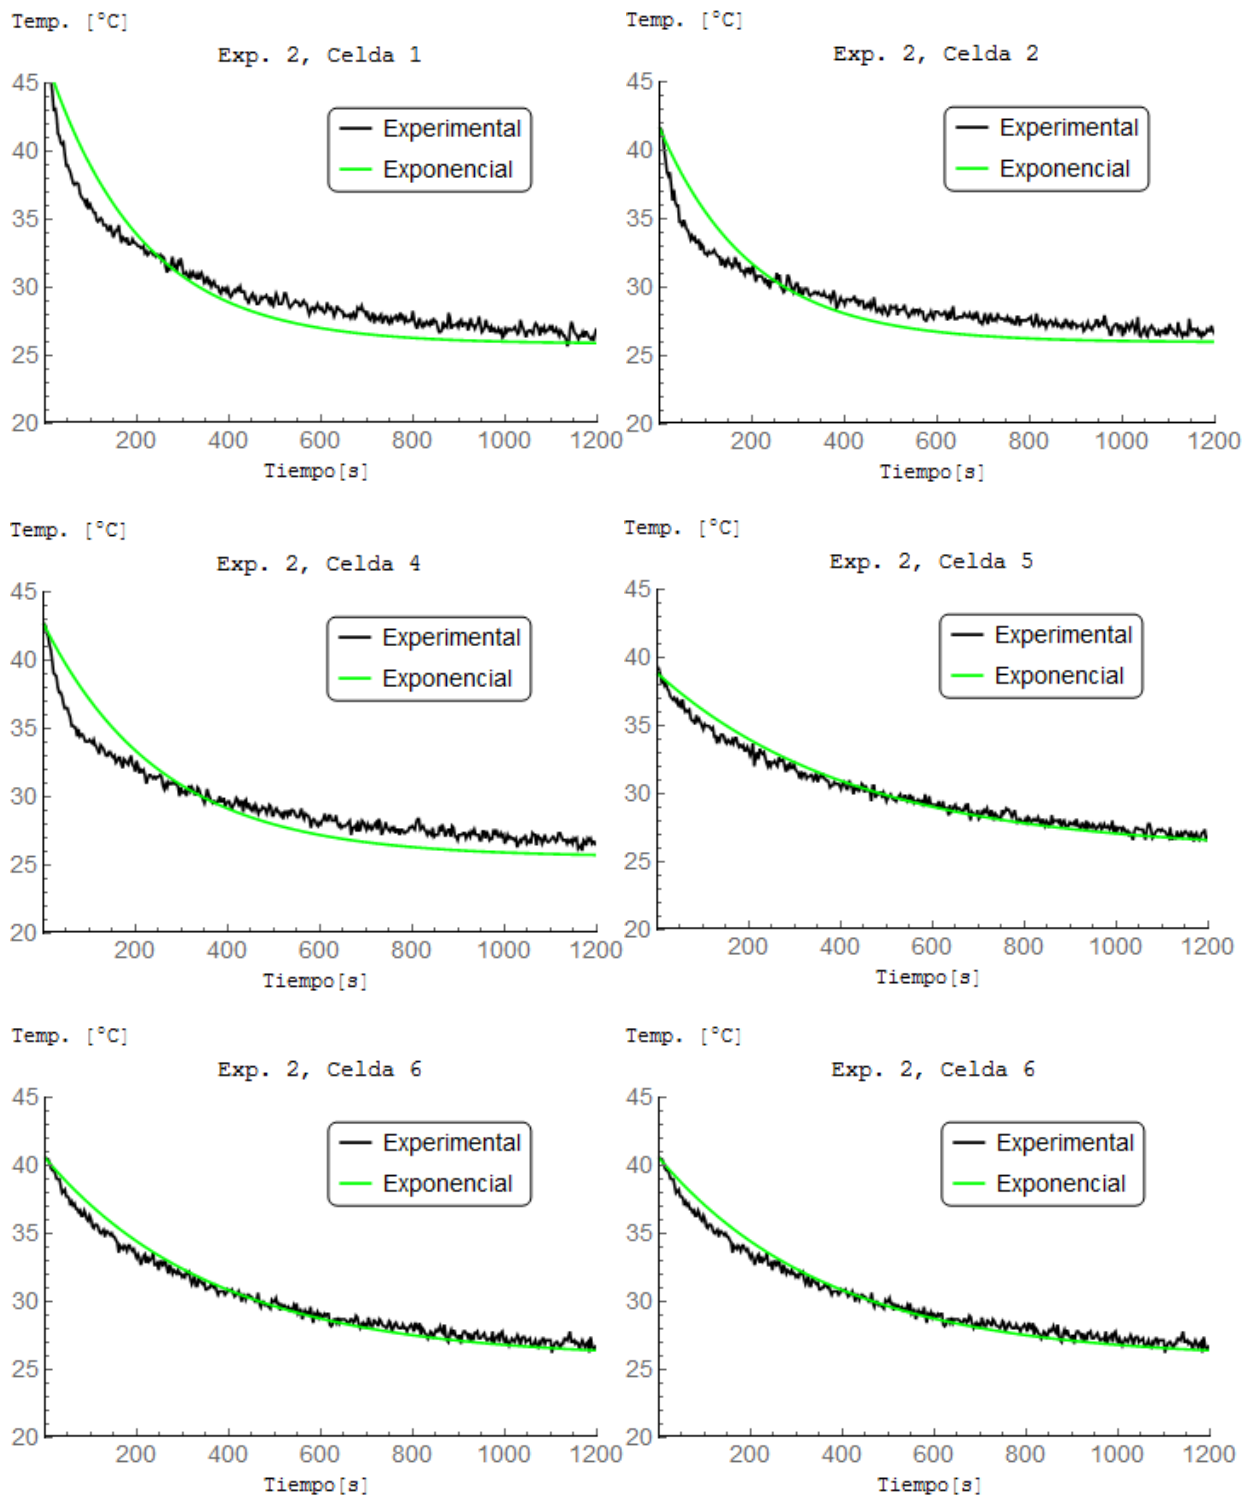 Temp. [°C]
Exp. 2, Celda 1
45
40
35
30
25
20
200 400 600 800 1000 1200
Tiempo[s]
Experimental
Exponencial
Temp. [°C]
Exp. 2, Celda 2
45
40
35
30
25
20
200 400 600 800 1000 1200
Tiempo[s]
Experimental
Exponencial
Temp. [°C]
Exp. 2, Celda 4
45
40
35
30
25
20
200 400 600 800 1000 1200
Tiempo[s]
Experimental
Exponencial
Temp. [°C]
Exp. 2, Celda 5
45
40
35
30
25
20
200 400 600 800 1000 1200
Tiempo[s]
Experimental
Exponencial
Temp. [°C]
Exp. 2, Celda 6
45
40
35
30
25
20
200 400 600 800 1000 1200
Tiempo[s]
Experimental
Exponencial
Temp. [°C]
Exp. 2, Celda 6
45
40
35
30
25
20
200 400 600 800 1000 1200
Tiempo[s]
Experimental
Exponencial